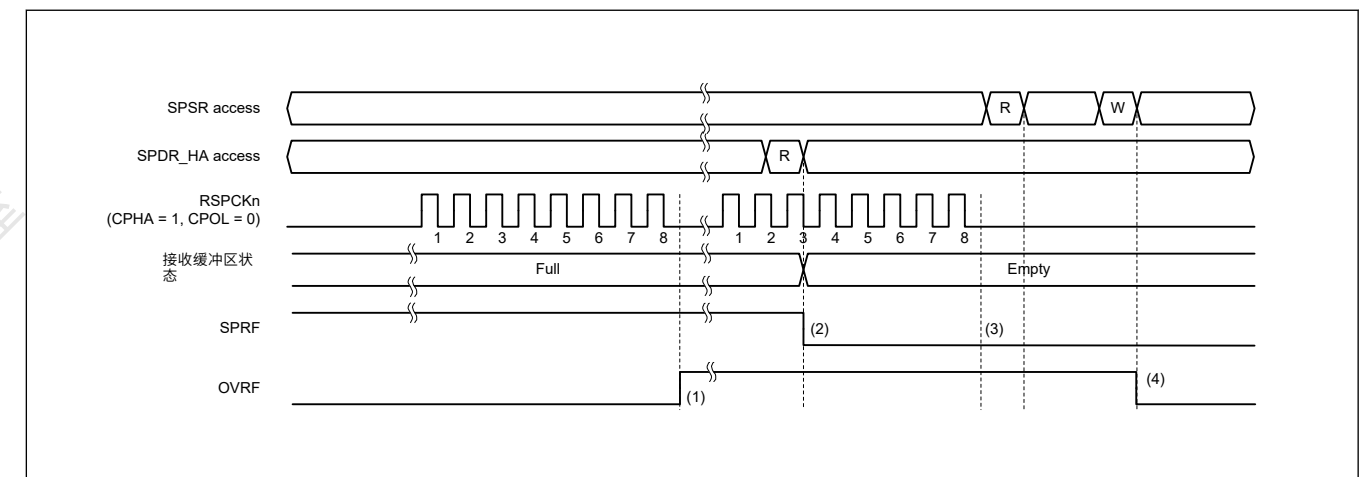 SPSR access
R
W
SPDR_HA access
R
RSPCKn
(CPHA = 1, CPOL = 0)
1 2 3 4 5 6 7 8 1 2 3 4 5 6 7 8
接收缓冲区状
态
Full
Empty
SPRF
(2)
(3)
OVRF
(1)
(4)